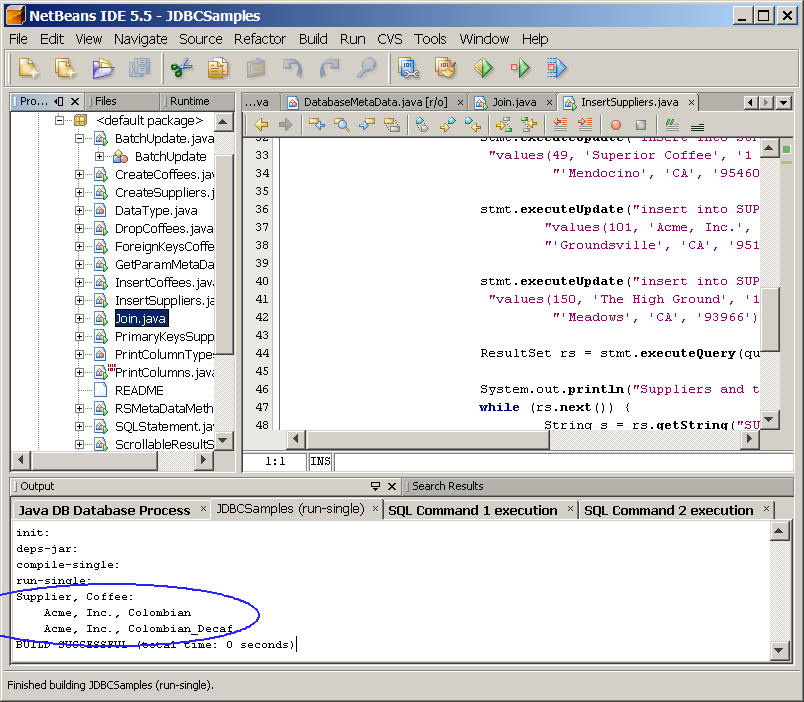 NetBeans IDE 5.5 - JDBCSamples
File Edit View Navigate Source Refactor Build Run CVS Tools Window Help
Pro... Files Runtime
...va DatabaseMetaData.java [r/o] Join.java InsertSuppliers.java
<default package>
BatchUpdate.java
BatchUpdate
CreateCoffees.jav
CreateSuppliers.j
DataType.java
DropCoffees.java
ForeignKeysCoffe
GetParamMetaDa
InsertCoffees.java
InsertSuppliers.ja
Join.java
PrimaryKeysSupp
PrintColumnType
PrintColumns.java
README
RSMetaDataMeth
SQLStatement.jav
ScrollableResultS
32 stmt.executeUpdate("insert into SUP
33 "values(49, 'Superior Coffee', '1
34 "'Mendocino', 'CA', '95460
35
36 stmt.executeUpdate("insert into SUP
37 "values(101, 'Acme, Inc.',
38 "'Groundsville', 'CA', '951
39
40 stmt.executeUpdate("insert into SUP
41 "values(150, 'The High Ground', '1
42 "'Meadows', 'CA', '93966')
43
44 ResultSet rs = stmt.executeQuery(qu
45
46 System.out.println("Suppliers and t
47 while (rs.next()) {
48 String s = rs.getString("SU
1:1 INS
Output Search Results
Java DB Database Process JDBCSamples (run-single) SQL Command 1 execution SQL Command 2 execution
init:
deps-jar:
compile-single:
run-single:
Supplier, Coffee:
Acme, Inc., Colombian
Acme, Inc., Colombian_Decaf
BUILD SUCCESSFUL (total time: 0 seconds)
Finished building JDBCSamples (run-single).